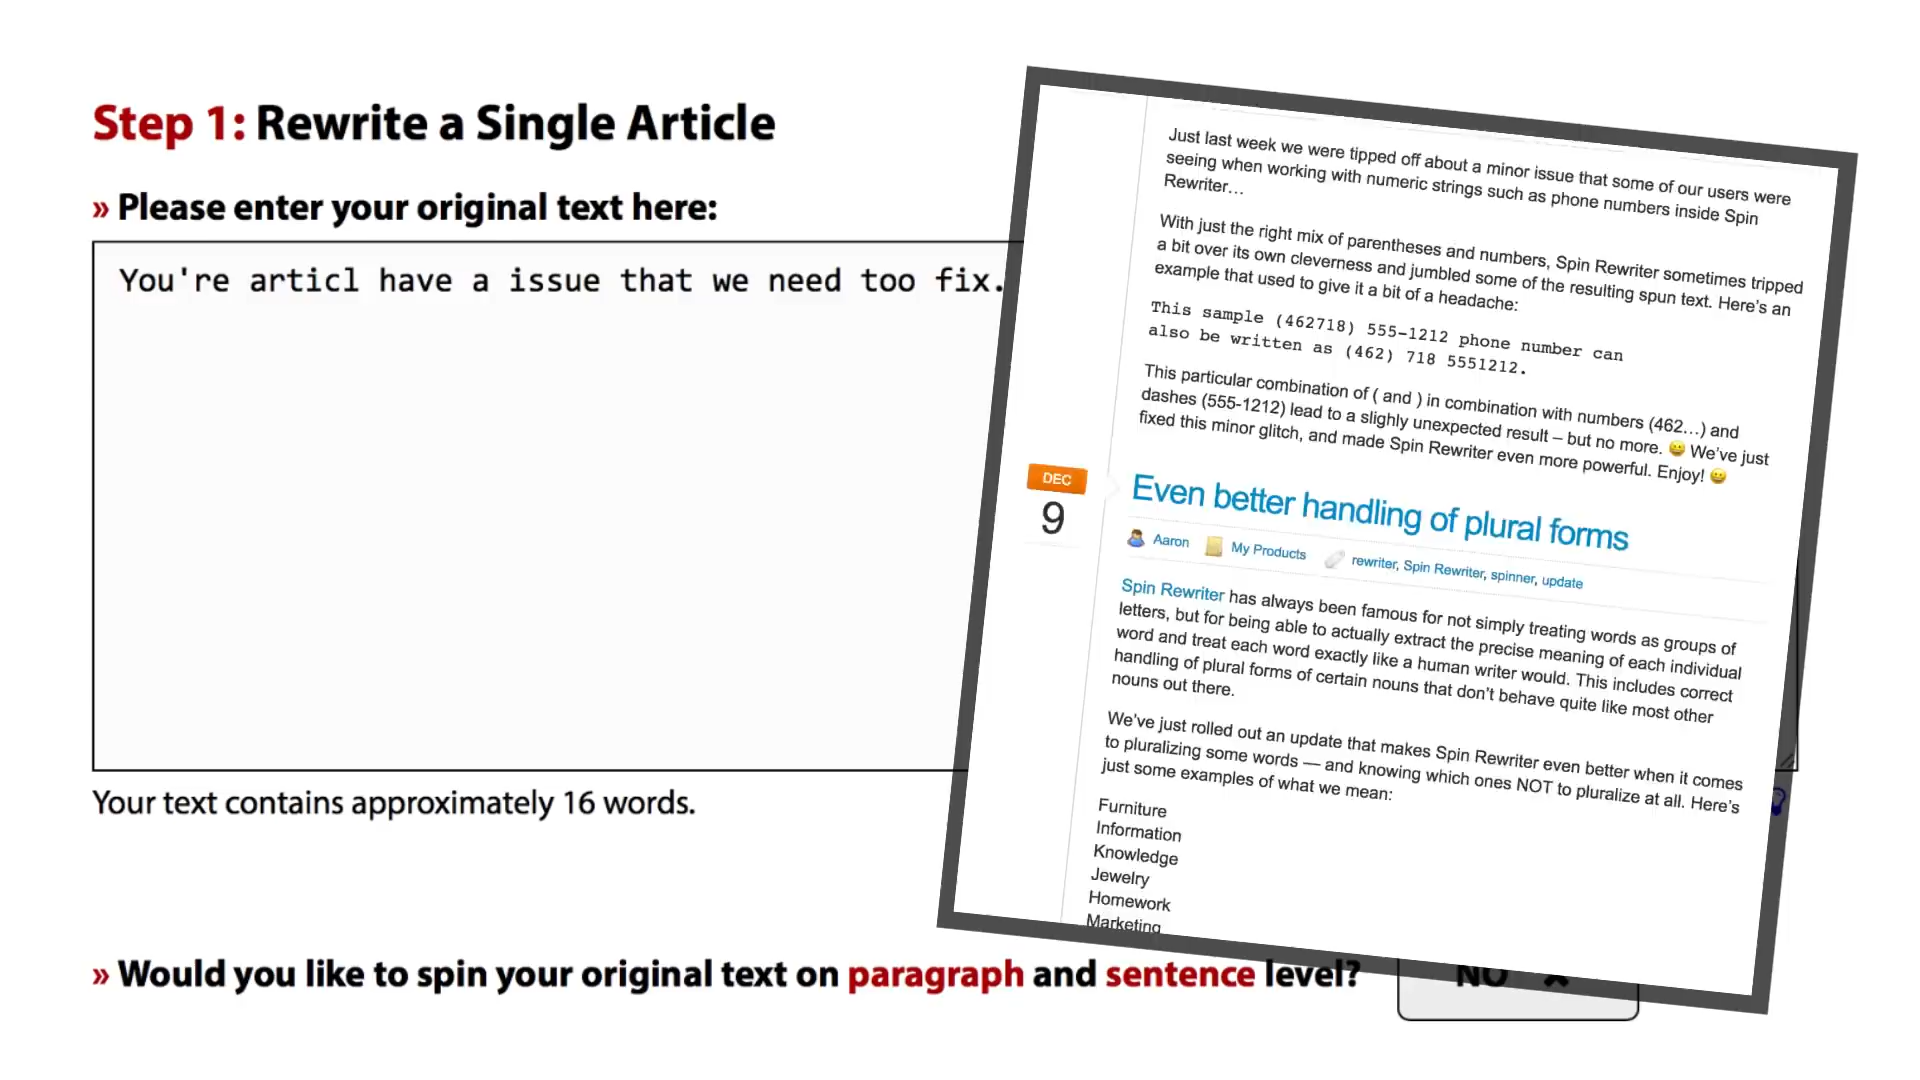 Step 1: Rewrite a Single Article
» Please enter your original text here:
You're articl have a issue that we need too fix.
Your text contains approximately 16 words.
» Would you like to spin your original text on paragraph and sentence level?
NO
Just last week we were tipped off about a minor issue that some of our users were
seeing when working with numeric strings such as phone numbers inside Spin
Rewriter…
With just the right mix of parentheses and numbers, Spin Rewriter sometimes tripped
a bit over its own cleverness and jumbled some of the resulting spun text. Here's an
example that used to give it a bit of a headache:
This sample (462718) 555-1212 phone number can
also be written as (462) 718 5551212.
This particular combination of ( and ) in combination with numbers (462…) and
dashes (555-1212) lead to a slighly unexpected result – but no more. 😀 We've just
fixed this minor glitch, and made Spin Rewriter even more powerful. Enjoy! 😀
DEC
9
Even better handling of plural forms
Aaron My Products rewriter, Spin Rewriter, spinner, update
Spin Rewriter has always been famous for not simply treating words as groups of
letters, but for being able to actually extract the precise meaning of each individual
word and treat each word exactly like a human writer would. This includes correct
handling of plural forms of certain nouns that don't behave quite like most other
nouns out there.
We've just rolled out an update that makes Spin Rewriter even better when it comes
to pluralizing some words — and knowing which ones NOT to pluralize at all. Here's
just some examples of what we mean:
Furniture
Information
Knowledge
Jewelry
Homework
Marketing